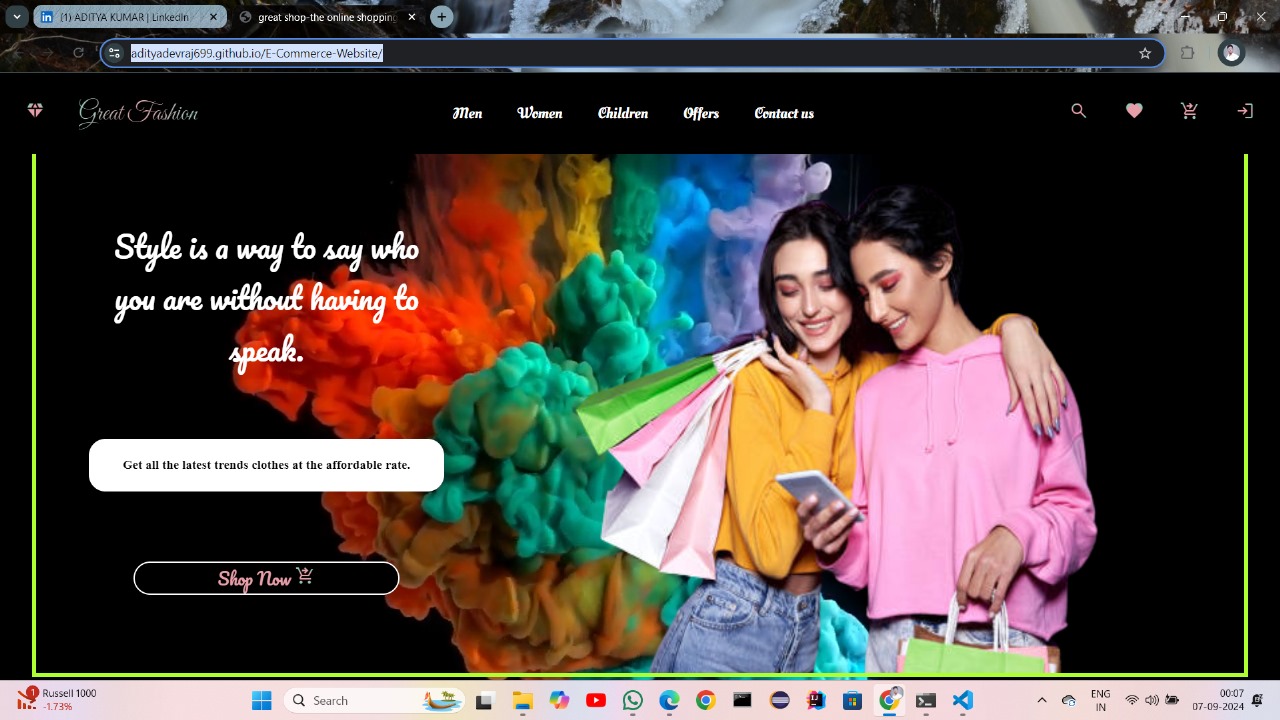 (1) ADITYA KUMAR | LinkedIn
great shop-the online shopping
adityadevraj699.github.io/E-Commerce-Website/
Great Fashion
Men
Women
Children
Offers
Contact us
Style is a way to say who
you are without having to
speak.
Get all the latest trends clothes at the affordable rate.
Shop Now
1
Russell 1000
-1.73%
Search
ENG
IN
00:07
07-09-2024